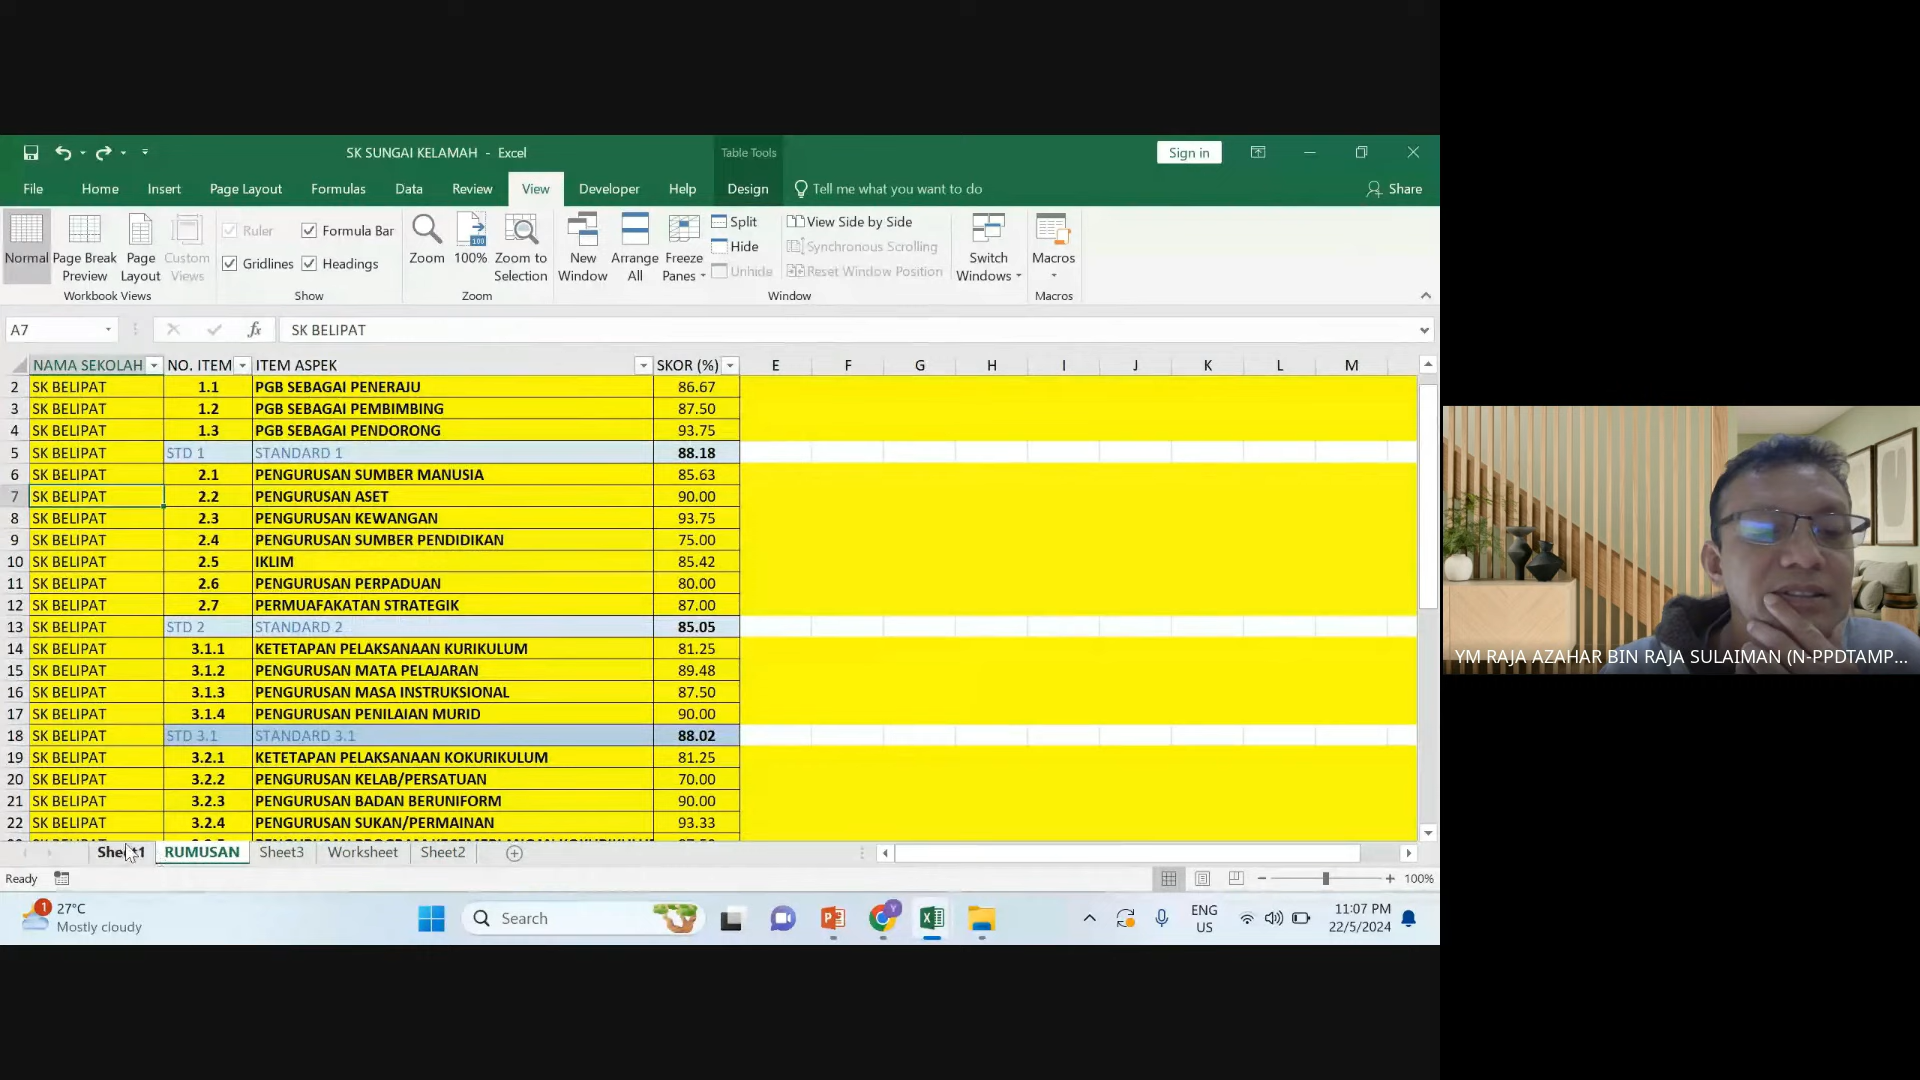 SK SUNGAI KELAMAH - Excel
Table Tools
Sign in
File Home Insert Page Layout Formulas Data Review View Developer Help Design Tell me what you want to do Share
Normal
Page Break Preview
Page Layout
Custom Views
Workbook Views
Ruler
Formula Bar
Gridlines
Headings
Show
Zoom
100%
Zoom to Selection
Zoom
New Window
Arrange All
Freeze Panes
Split
Hide
Unhide
View Side by Side
Synchronous Scrolling
Reset Window Position
Window
Switch Windows
Macros
Macros
A7 fx SK BELIPAT
NAMA SEKOLAH NO. ITEM ITEM ASPEK SKOR (%) E F G H I J K L M
2 SK BELIPAT 1.1 PGB SEBAGAI PENERAJU 86.67
3 SK BELIPAT 1.2 PGB SEBAGAI PEMBIMBING 87.50
4 SK BELIPAT 1.3 PGB SEBAGAI PENDORONG 93.75
5 SK BELIPAT STD 1 STANDARD 1 88.18
6 SK BELIPAT 2.1 PENGURUSAN SUMBER MANUSIA 85.63
7 SK BELIPAT 2.2 PENGURUSAN ASET 90.00
8 SK BELIPAT 2.3 PENGURUSAN KEWANGAN 93.75
9 SK BELIPAT 2.4 PENGURUSAN SUMBER PENDIDIKAN 75.00
10 SK BELIPAT 2.5 IKLIM 85.42
11 SK BELIPAT 2.6 PENGURUSAN PERPADUAN 80.00
12 SK BELIPAT 2.7 PERMUAFAKATAN STRATEGIK 87.00
13 SK BELIPAT STD 2 STANDARD 2 85.05
14 SK BELIPAT 3.1.1 KETETAPAN PELAKSANAAN KURIKULUM 81.25
15 SK BELIPAT 3.1.2 PENGURUSAN MATA PELAJARAN 89.48
16 SK BELIPAT 3.1.3 PENGURUSAN MASA INSTRUKSIONAL 87.50
17 SK BELIPAT 3.1.4 PENGURUSAN PENILAIAN MURID 90.00
18 SK BELIPAT STD 3.1 STANDARD 3.1 88.02
19 SK BELIPAT 3.2.1 KETETAPAN PELAKSANAAN KOKURIKULUM 81.25
20 SK BELIPAT 3.2.2 PENGURUSAN KELAB/PERSATUAN 70.00
21 SK BELIPAT 3.2.3 PENGURUSAN BADAN BERUNIFORM 90.00
22 SK BELIPAT 3.2.4 PENGURUSAN SUKAN/PERMAINAN 93.33
Sheet1 RUMUSAN Sheet3 Worksheet Sheet2
Ready 100%
1 27°C
Mostly cloudy
Search
ENG
US
11:07 PM
22/5/2024
YM RAJA AZAHAR BIN RAJA SULAIMAN (N-PPDTAMP...